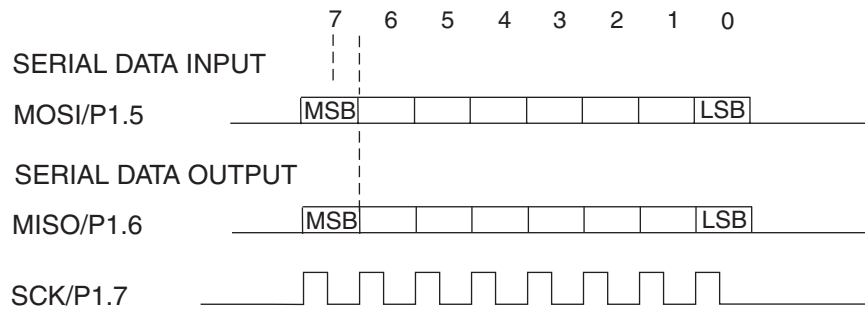 7 6 5 4 3 2 1 0
SERIAL DATA INPUT
MOSI/P1.5 MSB LSB
SERIAL DATA OUTPUT
MISO/P1.6 MSB LSB
SCK/P1.7